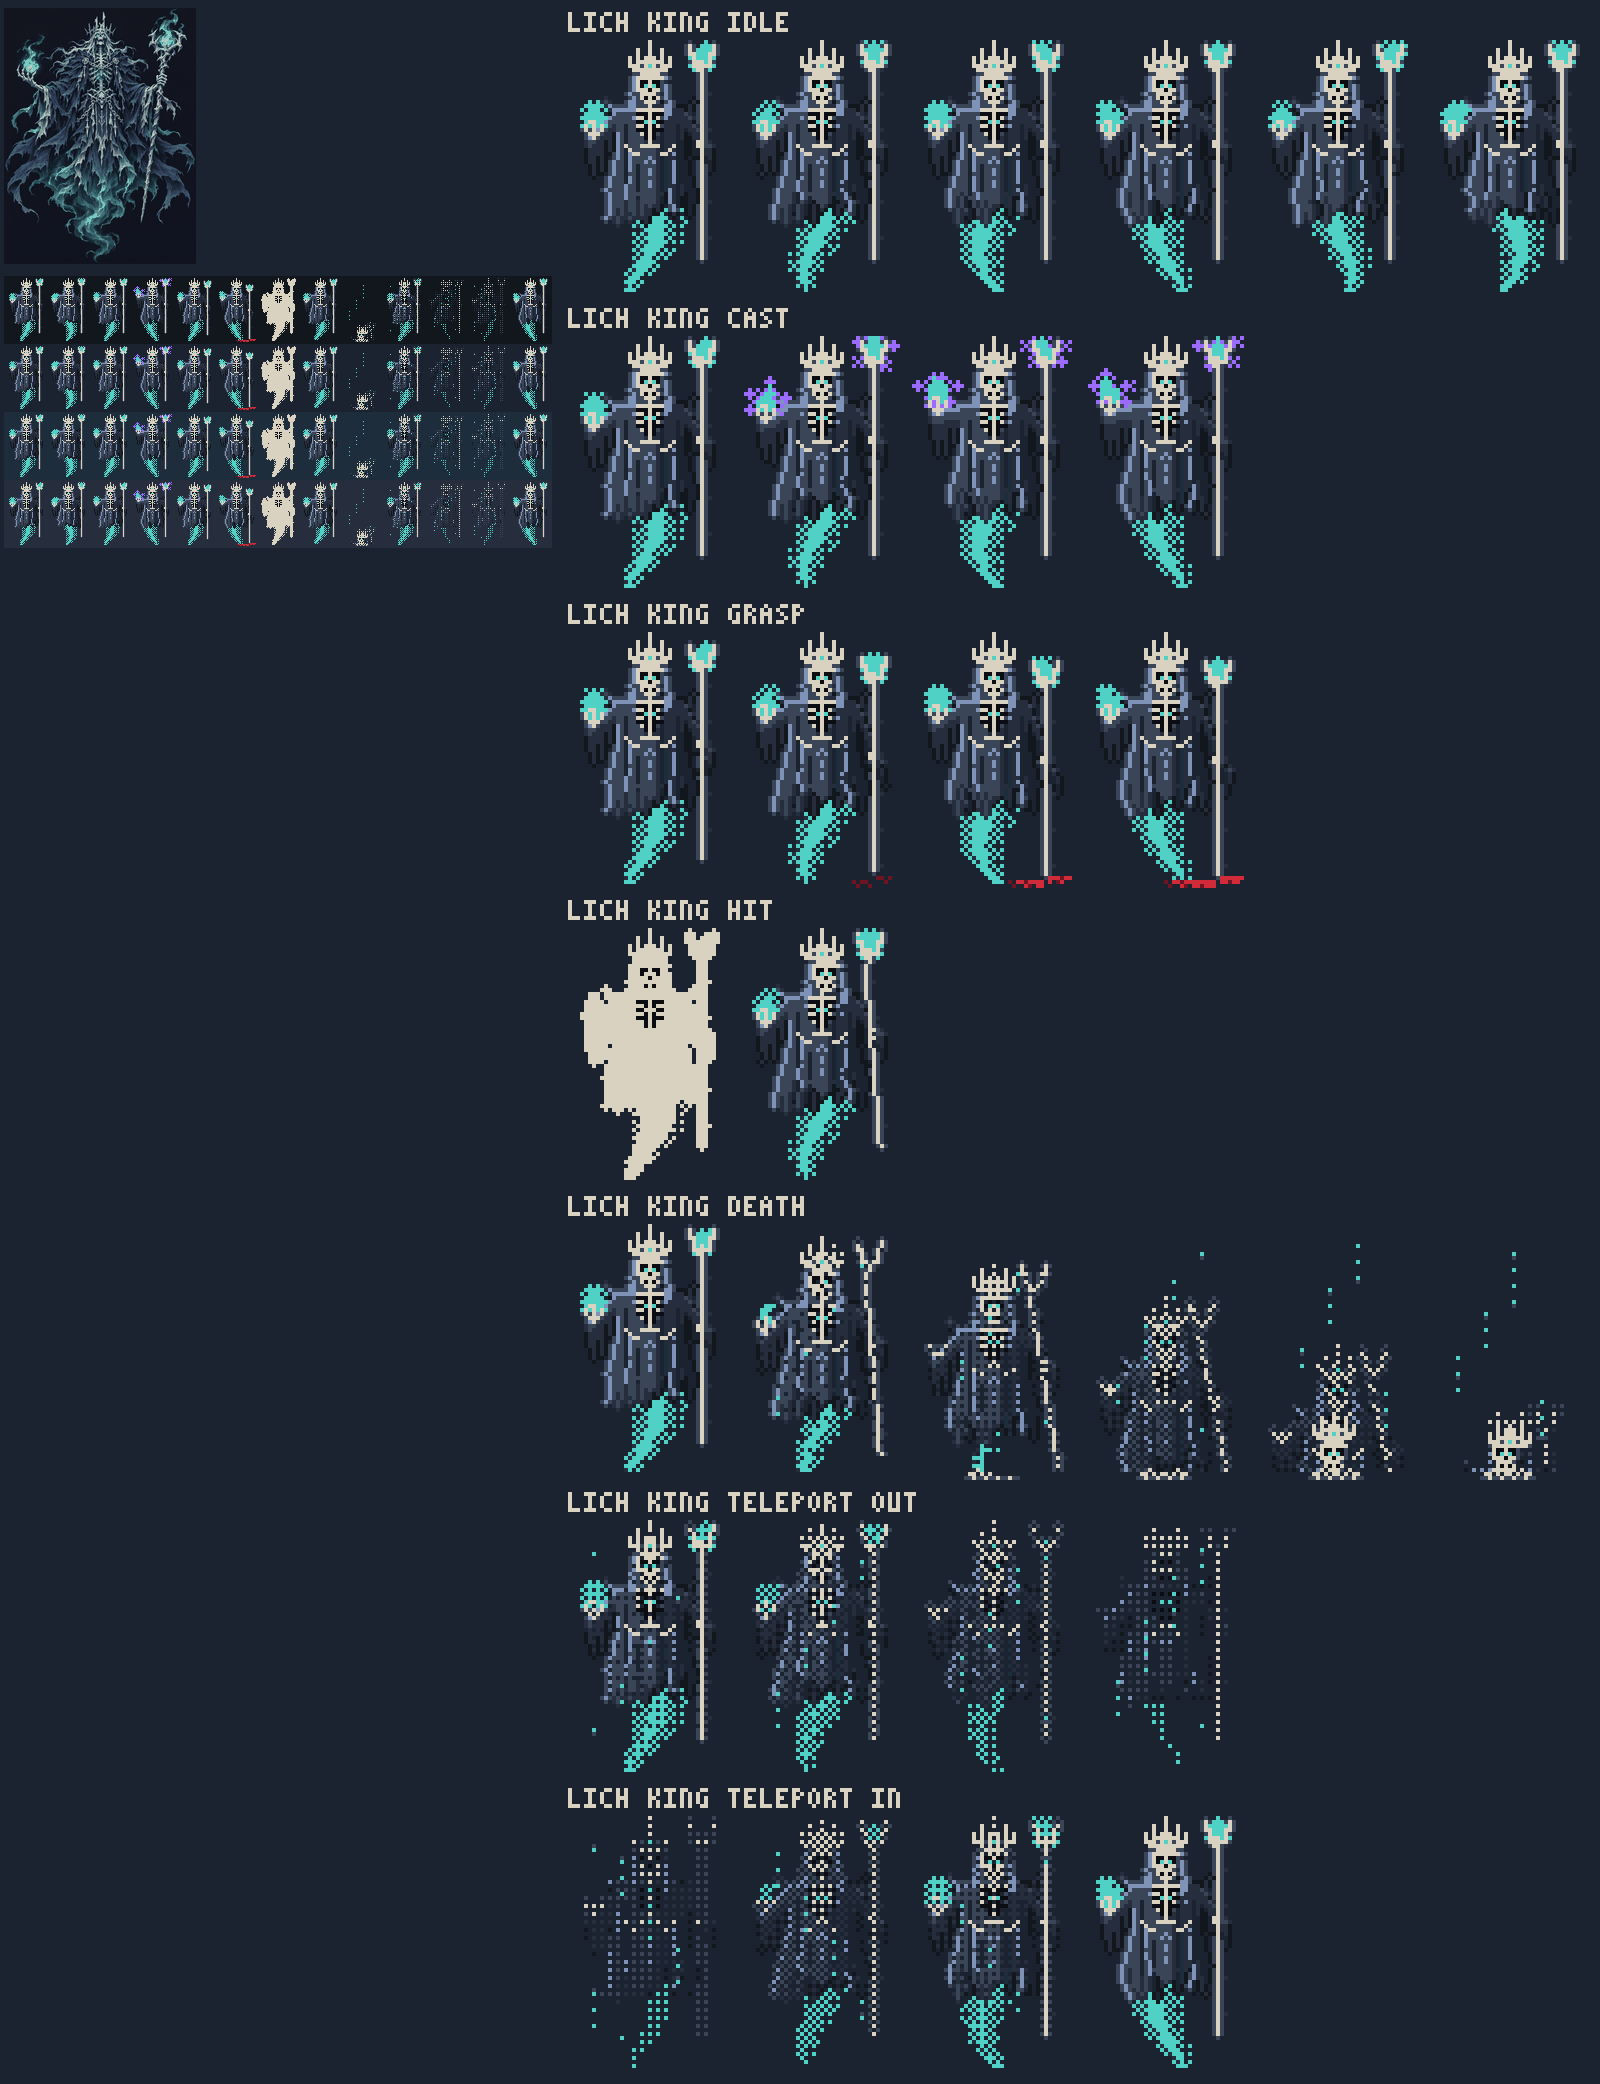 LICH KING IDLE
LICH KING CAST
LICH KING GRASP
LICH KING HIT
LICH KING DEATH
LICH KING TELEPORT OUT
LICH KING TELEPORT IN